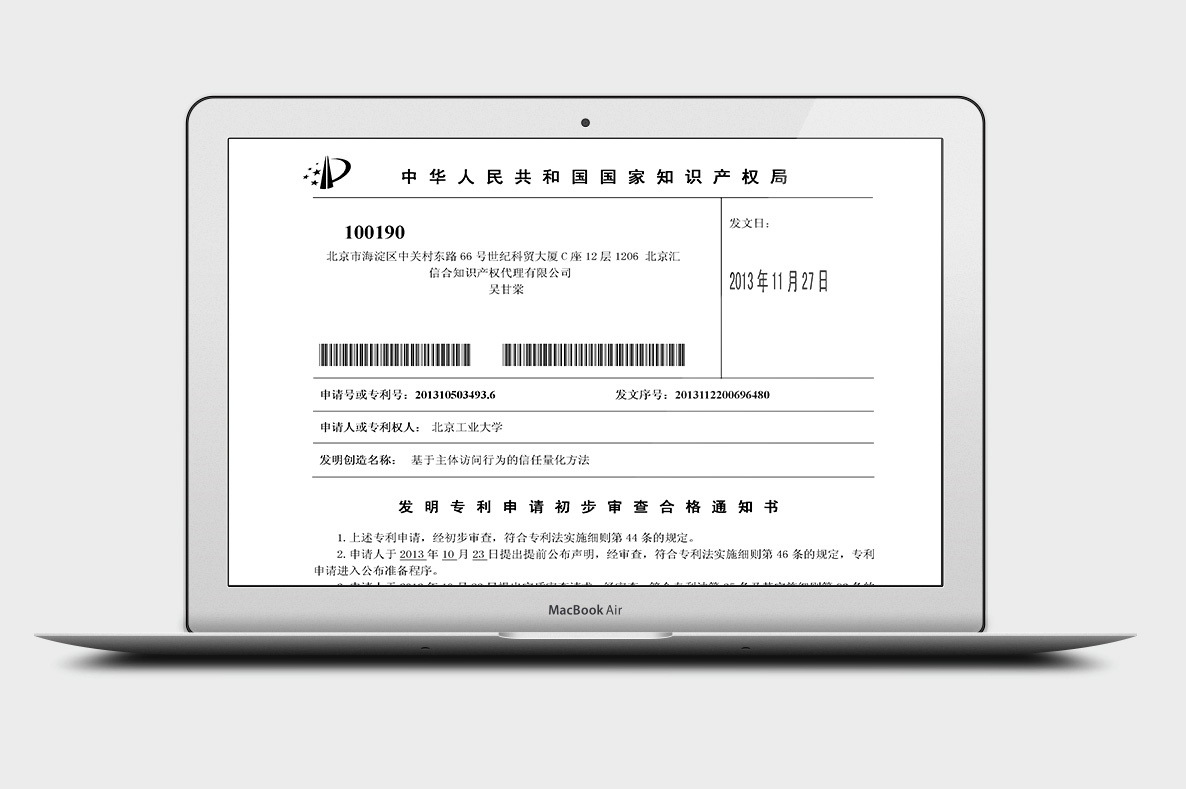 中华人民共和国国家知识产权局
100190
北京市海淀区中关村东路 66 号世纪科贸大厦 C 座 12 层 1206 北京汇
信合知识产权代理有限公司
吴甘棠
发文日：
2013 年 11 月 27 日
申请号或专利号：201310503493.6 发文序号：2013112200696480
申请人或专利权人： 北京工业大学
发明创造名称： 基于主体访问行为的信任量化方法
发明专利申请初步审查合格通知书
1. 上述专利申请，经初步审查，符合专利法实施细则第 44 条的规定。
2. 申请人于 2013 年 10 月 23 日提出提前公布声明，经审查，符合专利法实施细则第 46 条的规定，专利
申请进入公布准备程序。
MacBook Air